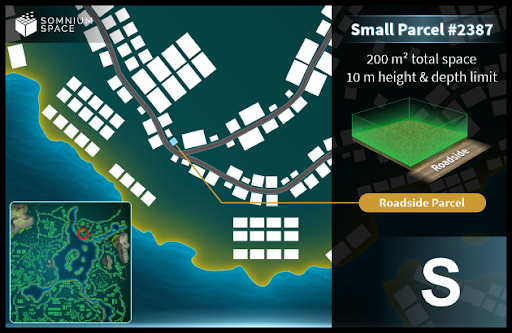 SOMNIUM
SPACE
Small Parcel #2387
200 m² total space
10 m height & depth limit
Roadside
Roadside Parcel
S